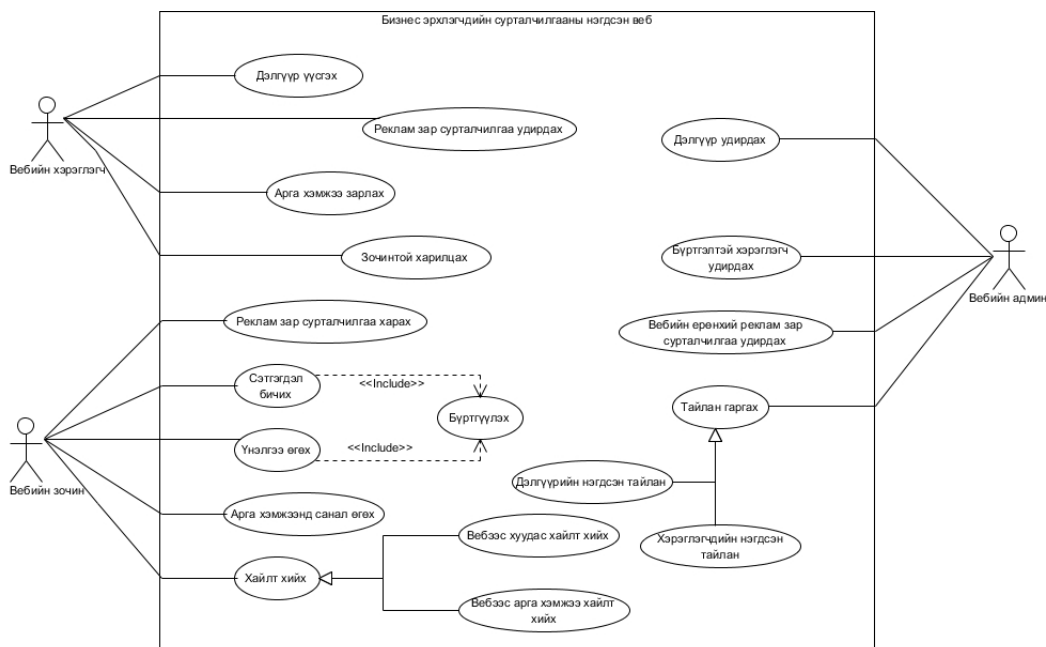 Бизнес эрхлэгчдийн сурталчилгааны нэгдсэн веб
Дэлгүүр үүсгэх
Реклам зар сурталчилгаа удирдах
Дэлгүүр удирдах
Вебийн хэрэглэгч
Арга хэмжээ зарлах
Зочинтой харилцах
Бүртгэлтэй хэрэглэгч
удирдах
Вебийн админ
Реклам зар сурталчилгаа харах
Вебийн ерөнхий реклам зар
сурталчилгаа удирдах
Сэтгэгдэл
бичих
<<Include>>
Бүртгүүлэх
Тайлан гаргах
Үнэлгээ өгөх
<<Include>>
Вебийн зочин
Дэлгүүрийн нэгдсэн тайлан
Арга хэмжээнд санал өгөх
Вебээс хуудас хайлт хийх
Хэрэглэгчдийн нэгдсэн
тайлан
Хайлт хийх
Вебээс арга хэмжээ хайлт
хийх